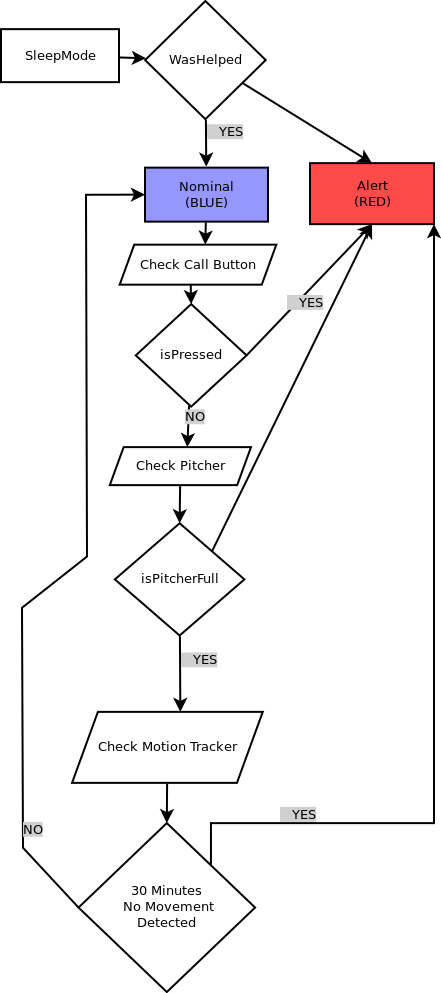 SleepMode
WasHelped
YES
Nominal
(BLUE)
Alert
(RED)
Check Call Button
YES
isPressed
NO
Check Pitcher
isPitcherFull
YES
Check Motion Tracker
YES
NO
30 Minutes
No Movement
Detected